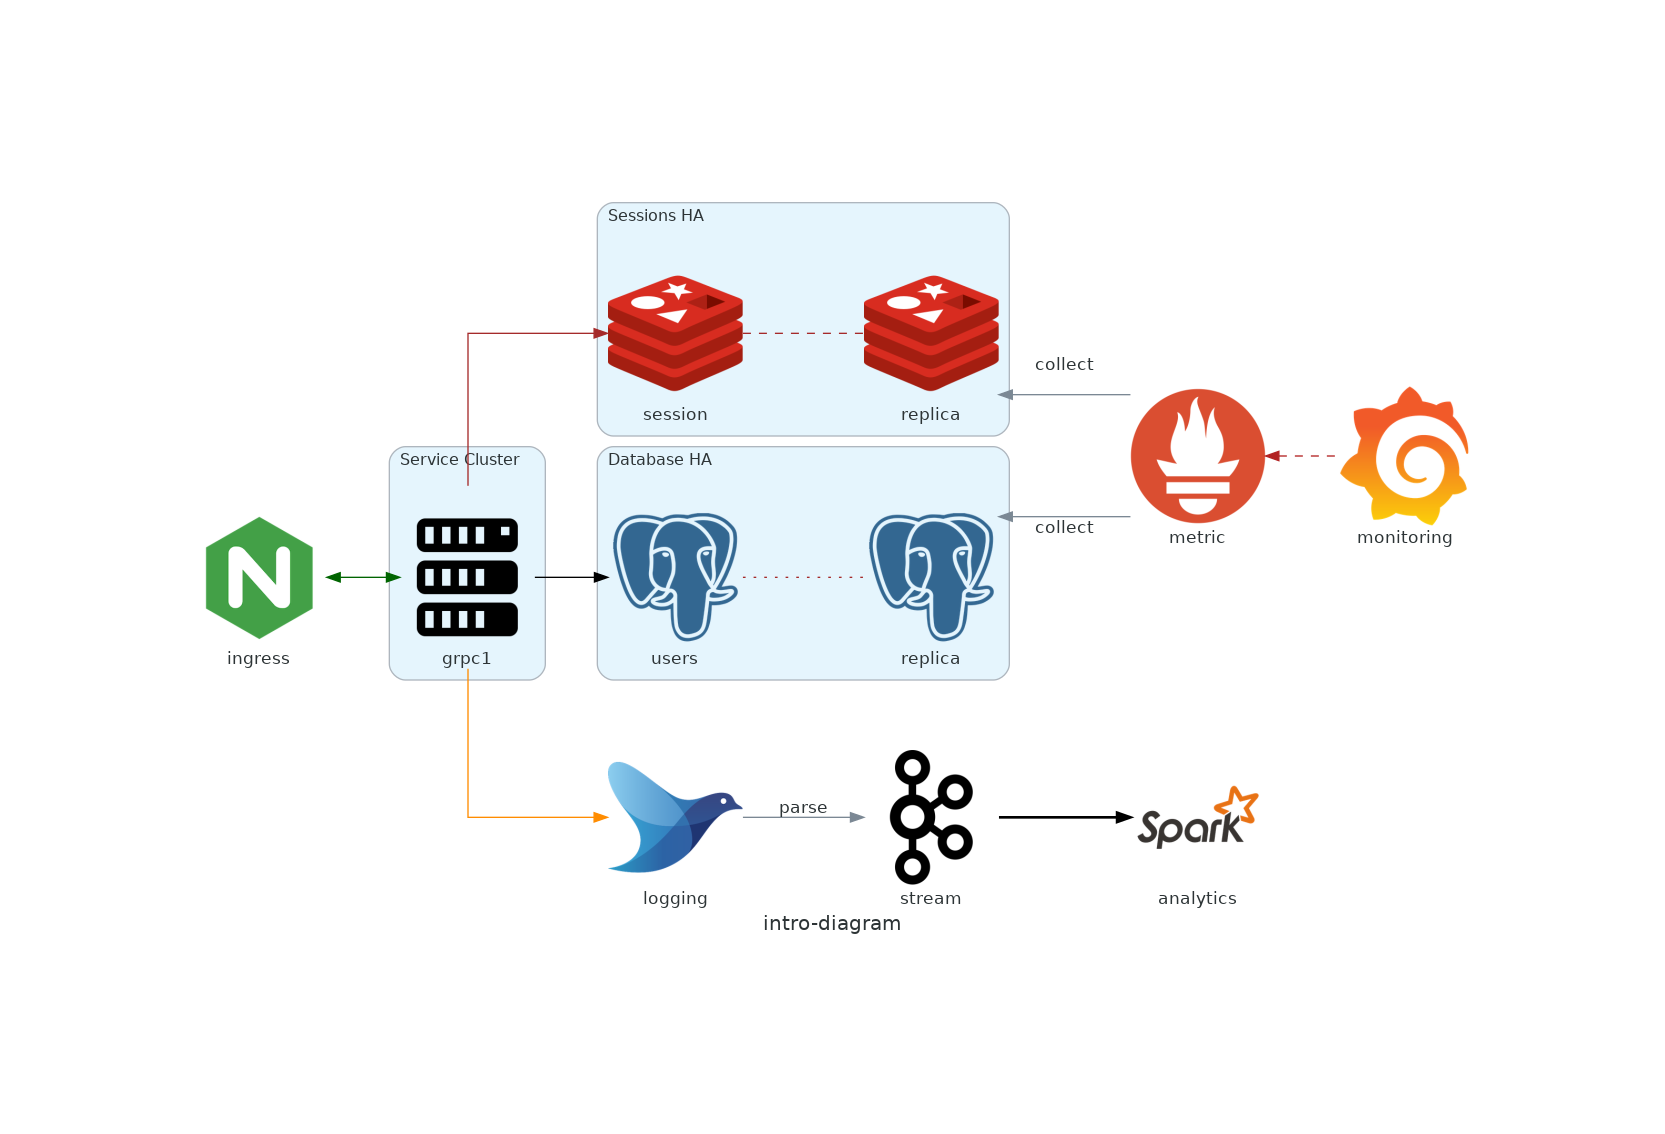 Sessions HA
session
replica
collect
Service Cluster
Database HA
collect
metric
monitoring
N
ingress
grpc1
users
replica
parse
Spark
logging
stream
analytics
intro-diagram